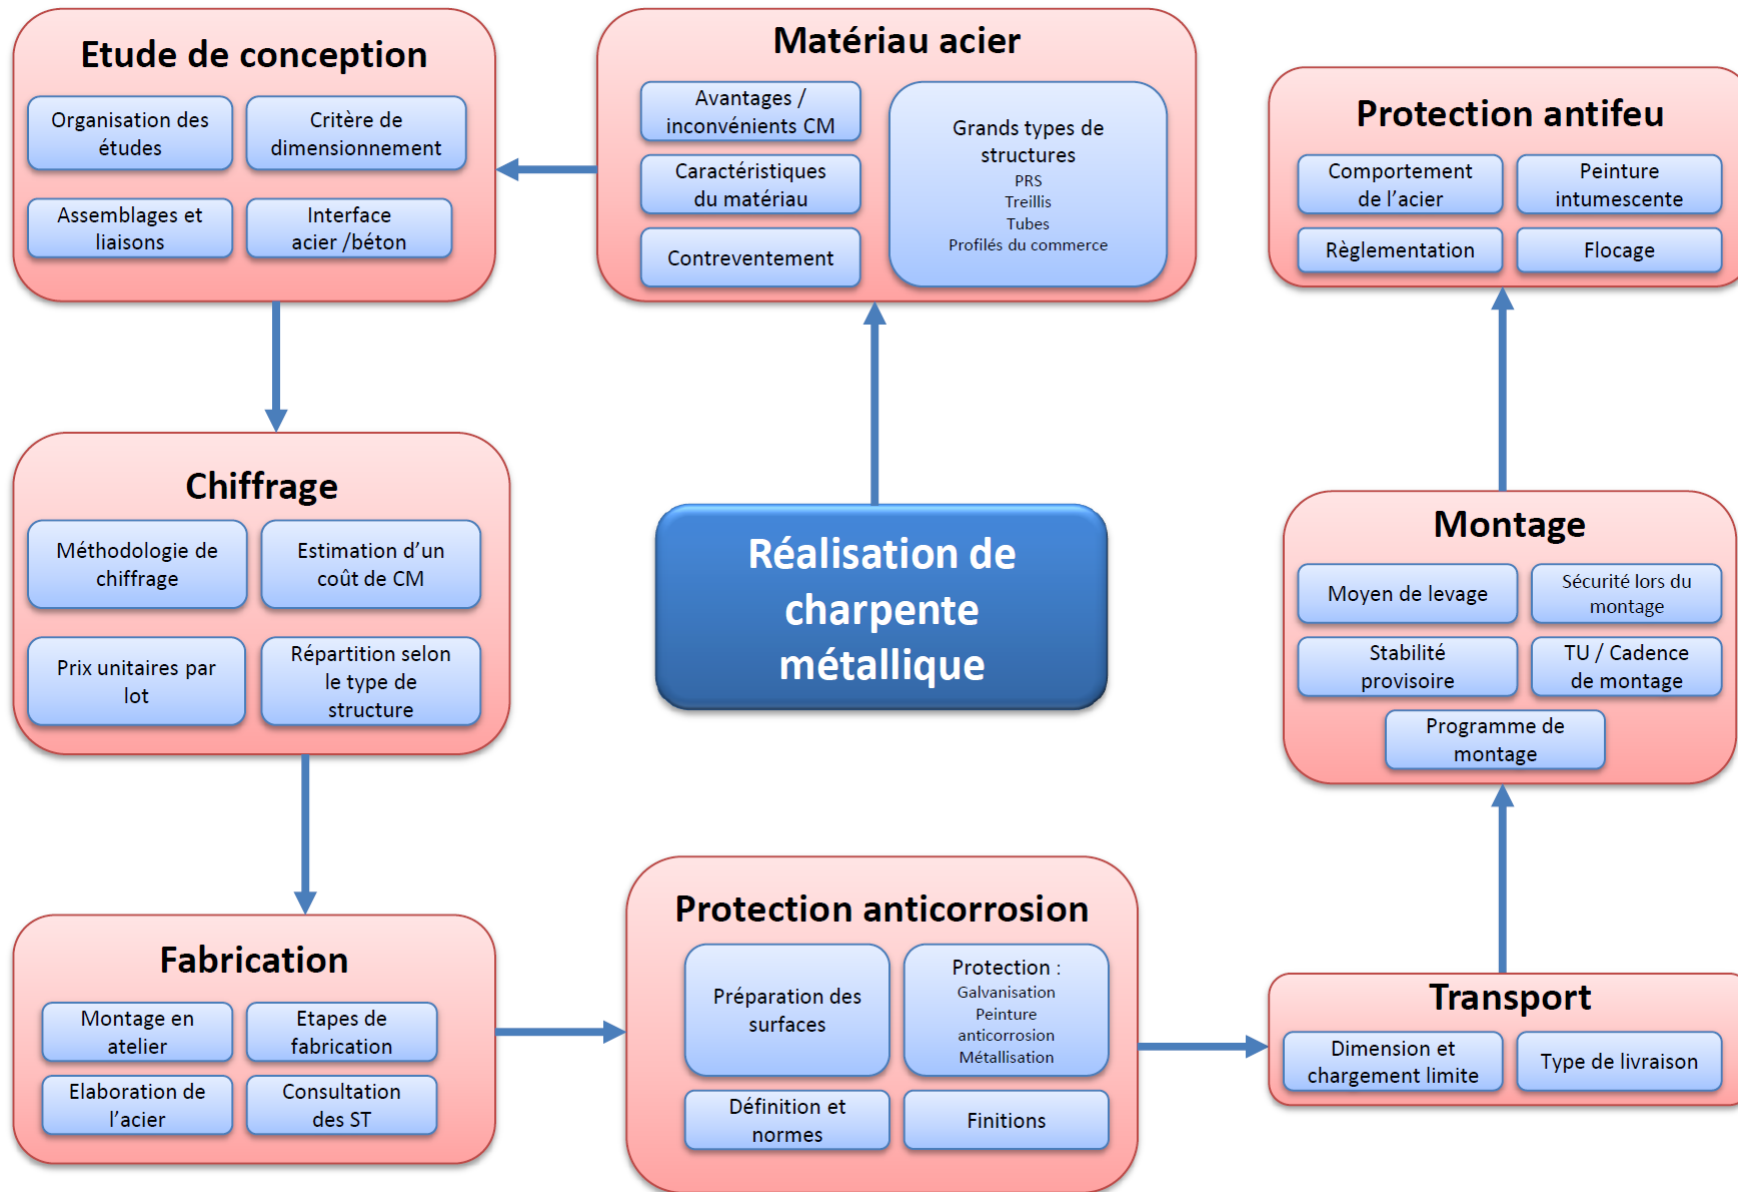 Etude de conception
Organisation des
études
Critère de
dimensionnement
Assemblages et
liaisons
Interface
acier /béton
Matériau acier
Avantages /
inconvénients CM
Caractéristiques
du matériau
Contreventement
Grands types de
structures
PRS
Treillis
Tubes
Profilés du commerce
Protection antifeu
Comportement
de l’acier
Peinture
intumescente
Règlementation
Flocage
Chiffrage
Méthodologie de
chiffrage
Estimation d’un
coût de CM
Prix unitaires par
lot
Répartition selon
le type de
structure
Réalisation de
charpente
métallique
Montage
Moyen de levage
Sécurité lors du
montage
Stabilité
provisoire
TU / Cadence
de montage
Programme de
montage
Fabrication
Montage en
atelier
Etapes de
fabrication
Elaboration de
l’acier
Consultation
des ST
Protection anticorrosion
Préparation des
surfaces
Protection :
Galvanisation
Peinture
anticorrosion
Métallisation
Définition et
normes
Finitions
Transport
Dimension et
chargement limite
Type de livraison